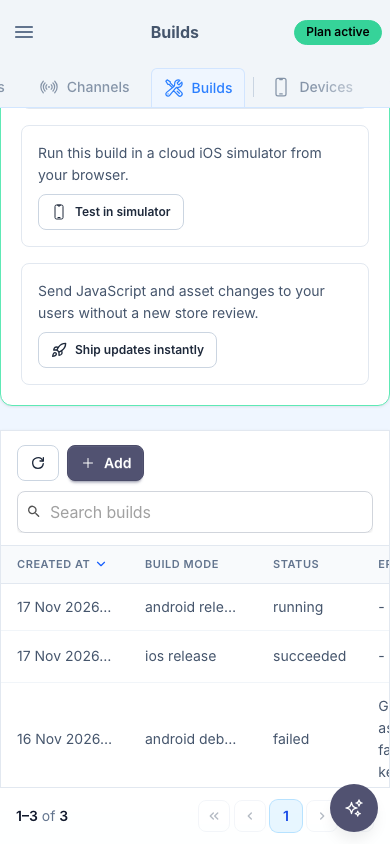 Builds
Plan active
s
Channels
Builds
Devices
Run this build in a cloud iOS simulator from
your browser.
Test in simulator
Send JavaScript and asset changes to your
users without a new store review.
Ship updates instantly
Add
Search builds
CREATED AT
BUILD MODE
STATUS
17 Nov 2026...
android rele...
running
-
17 Nov 2026...
ios release
succeeded
-
16 Nov 2026...
android deb...
failed
1–3 of 3
1